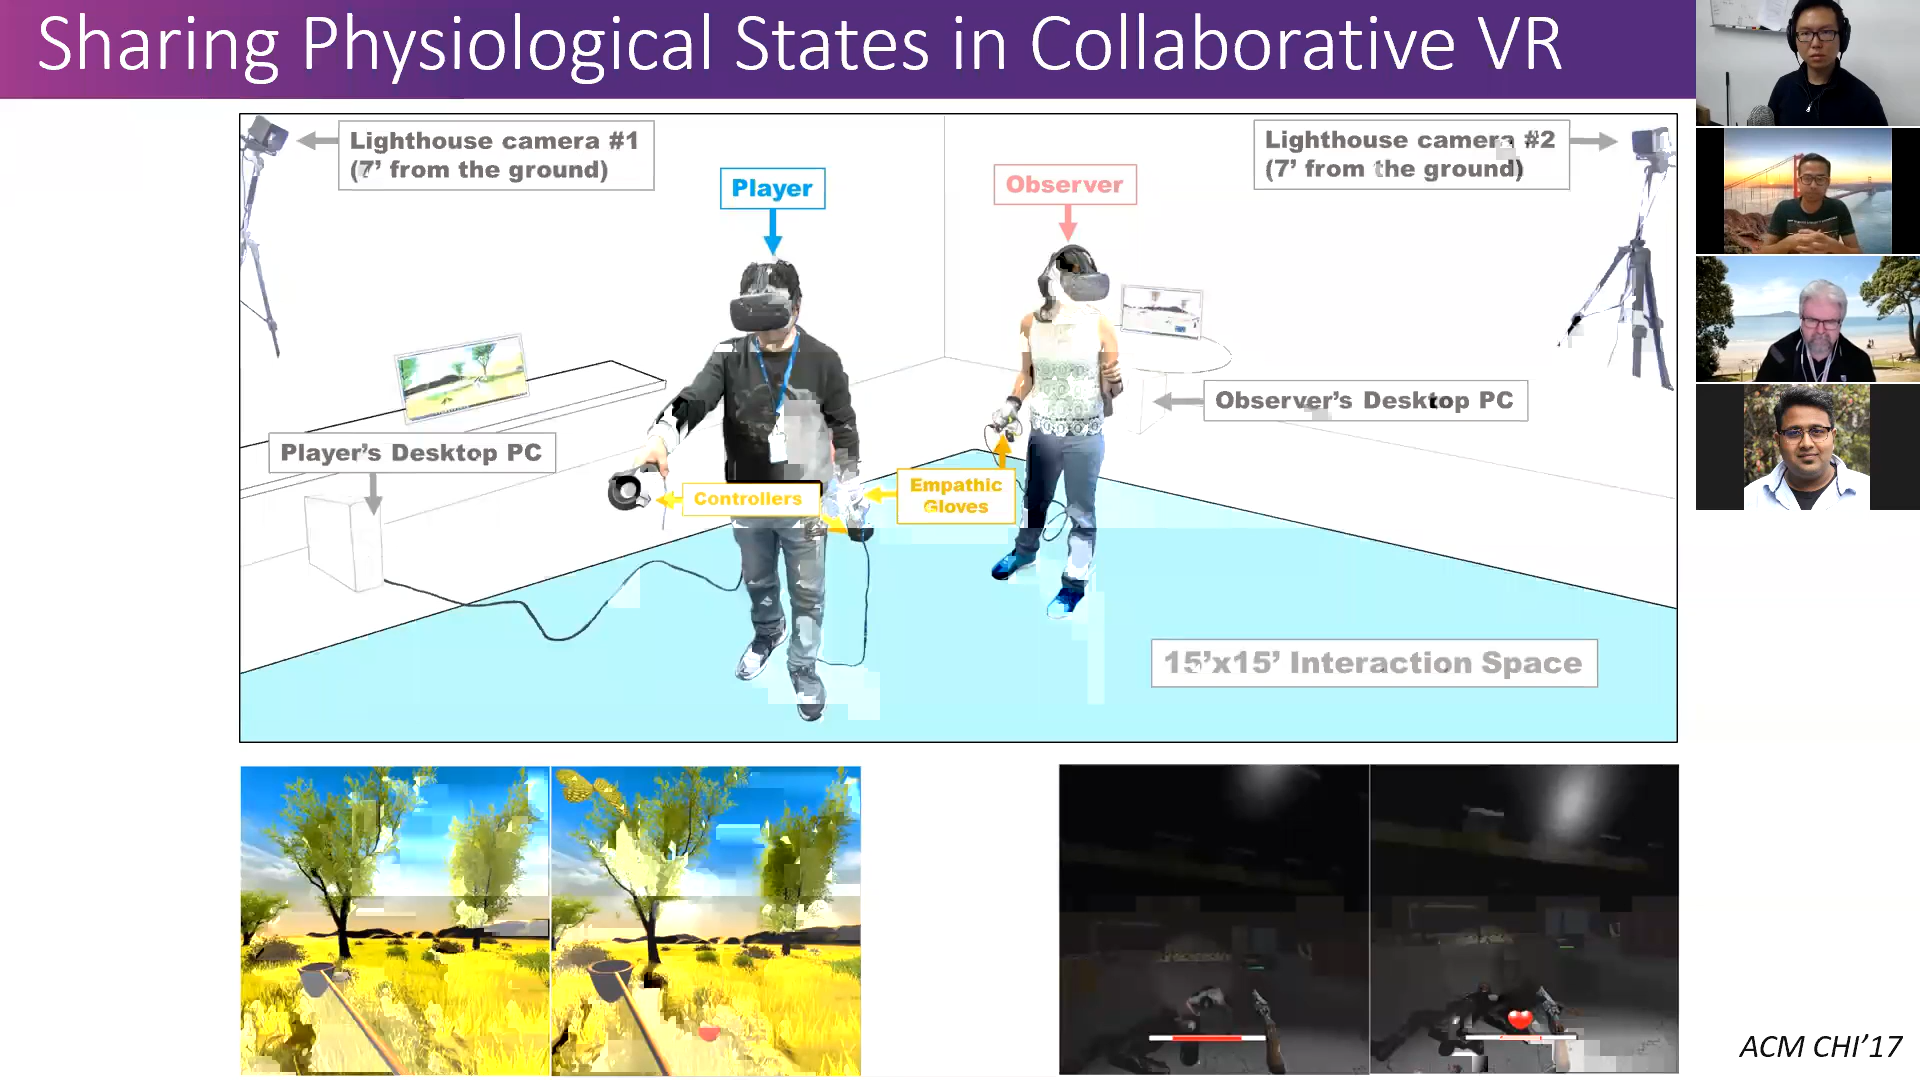 Sharing Physiological States in Collaborative VR
Lighthouse camera #1
(7' from the ground)
Player
Observer
Lighthouse camera #2
(7' from the ground)
Observer's Desktop PC
Player's Desktop PC
Controllers
Empathic
Gloves
15'x15' Interaction Space
ACM CHI'17